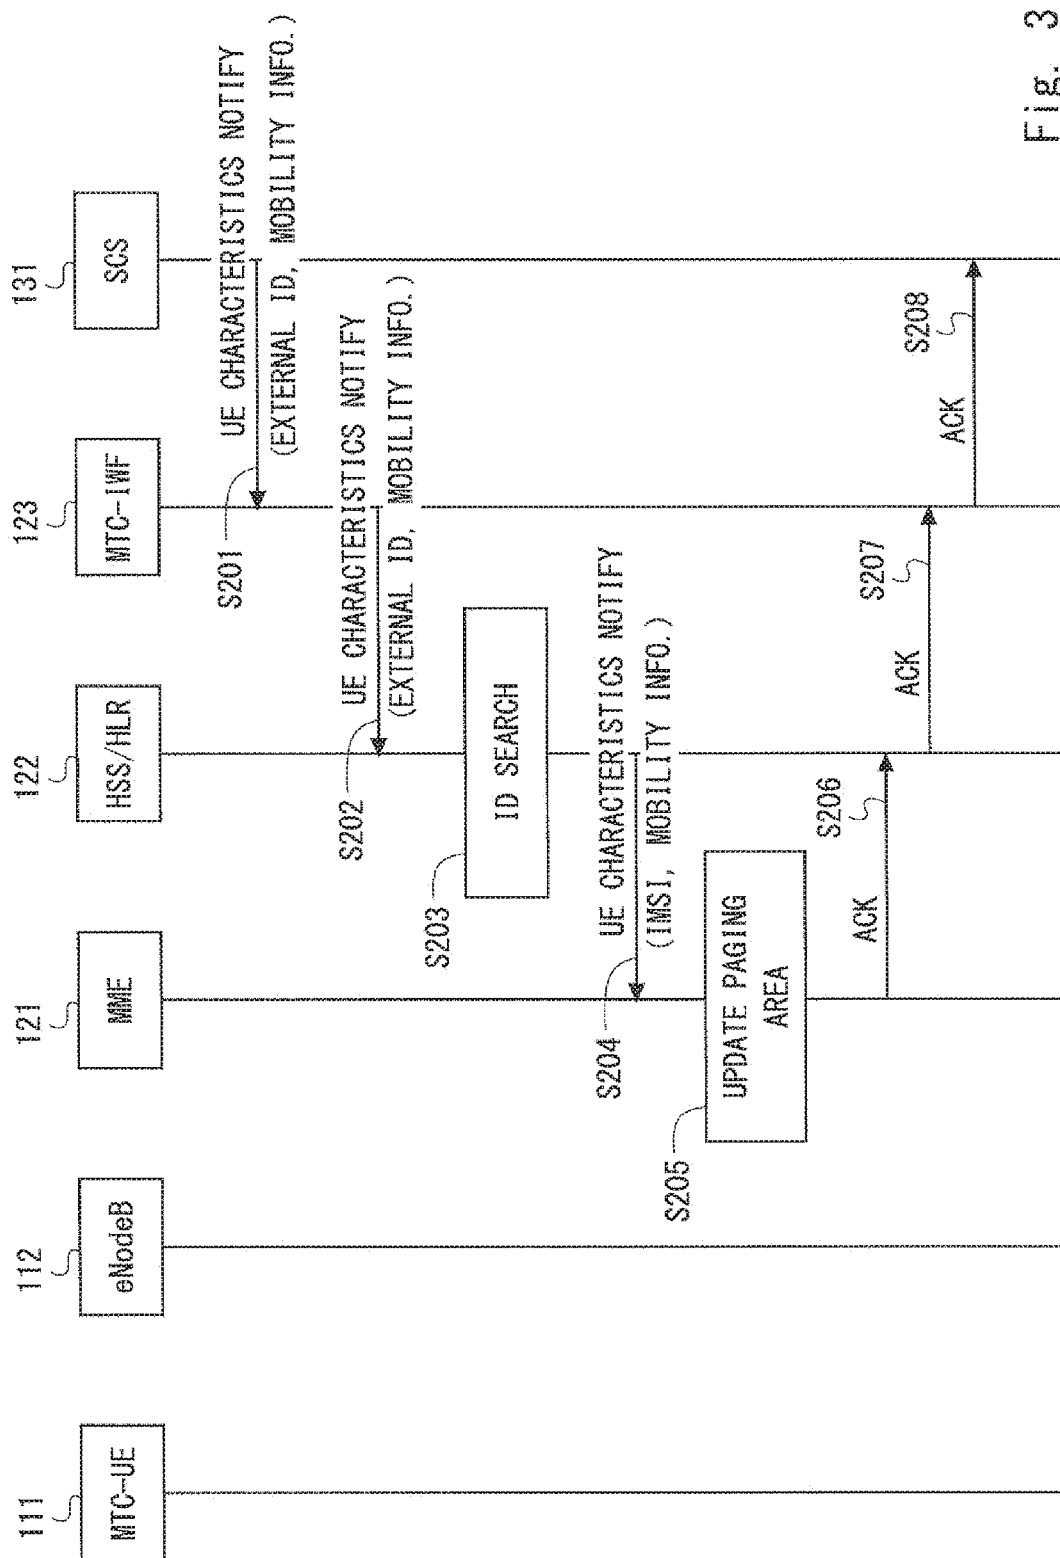 111
112
121
122
123
131
MTC-UE
eNodeB
MME
HSS/HLR
MTC-IWF
SCS
UE CHARACTERISTICS NOTIFY
(EXTERNAL ID, MOBILITY INFO.)
S201
UE CHARACTERISTICS NOTIFY
(EXTERNAL ID, MOBILITY INFO.)
S202
S203
ID SEARCH
UE CHARACTERISTICS NOTIFY
(IMSI, MOBILITY INFO.)
S204
S205
UPDATE PAGING
AREA
ACK
S206
ACK
S207
ACK
S208
Fig. 3